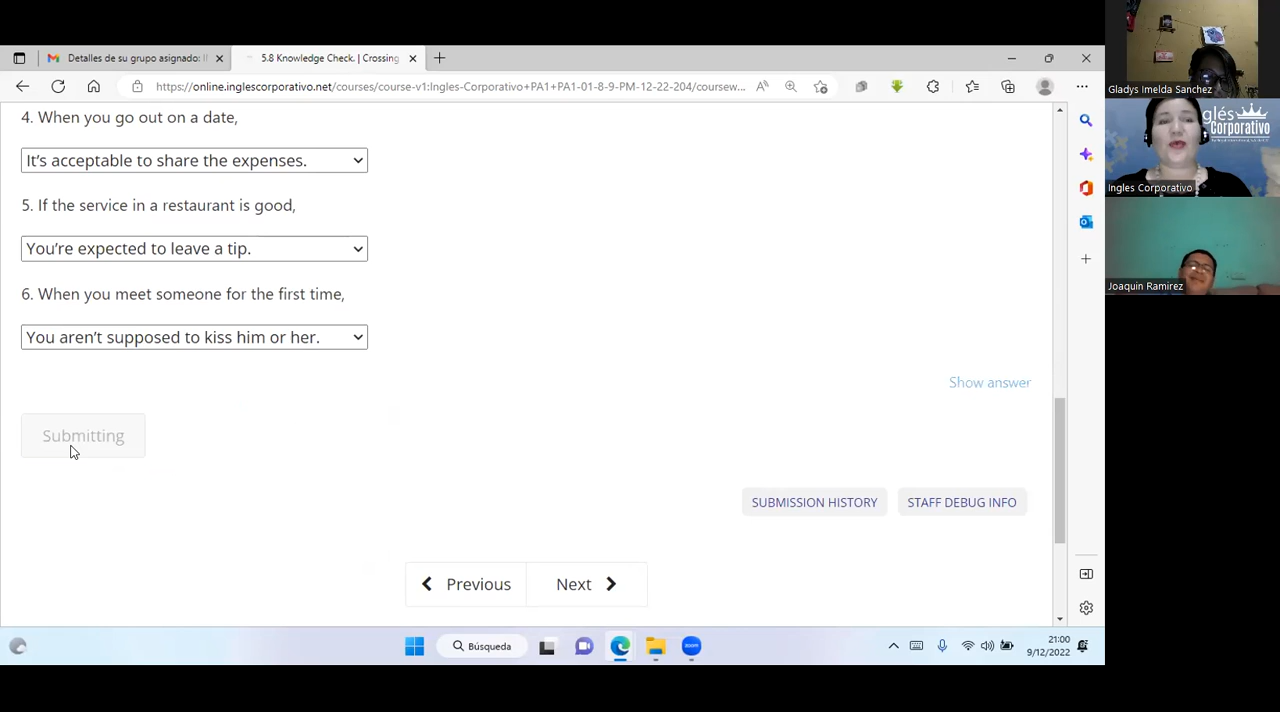 Detalles de su grupo asignado: I
5.8 Knowledge Check. | Crossing
https://online.inglescorporativo.net/courses/course-v1:Ingles-Corporativo+PA1+PA1-01-8-9-PM-12-22-204/coursew...
4. When you go out on a date,
It's acceptable to share the expenses.
5. If the service in a restaurant is good,
You're expected to leave a tip.
6. When you meet someone for the first time,
You aren't supposed to kiss him or her.
Show answer
Submitting
SUBMISSION HISTORY
STAFF DEBUG INFO
Previous
Next
Búsqueda
zoom
21:00
9/12/2022
Gladys Imelda Sanchez
glés
Corporativo
Ingles Corporativo
Joaquin Ramirez